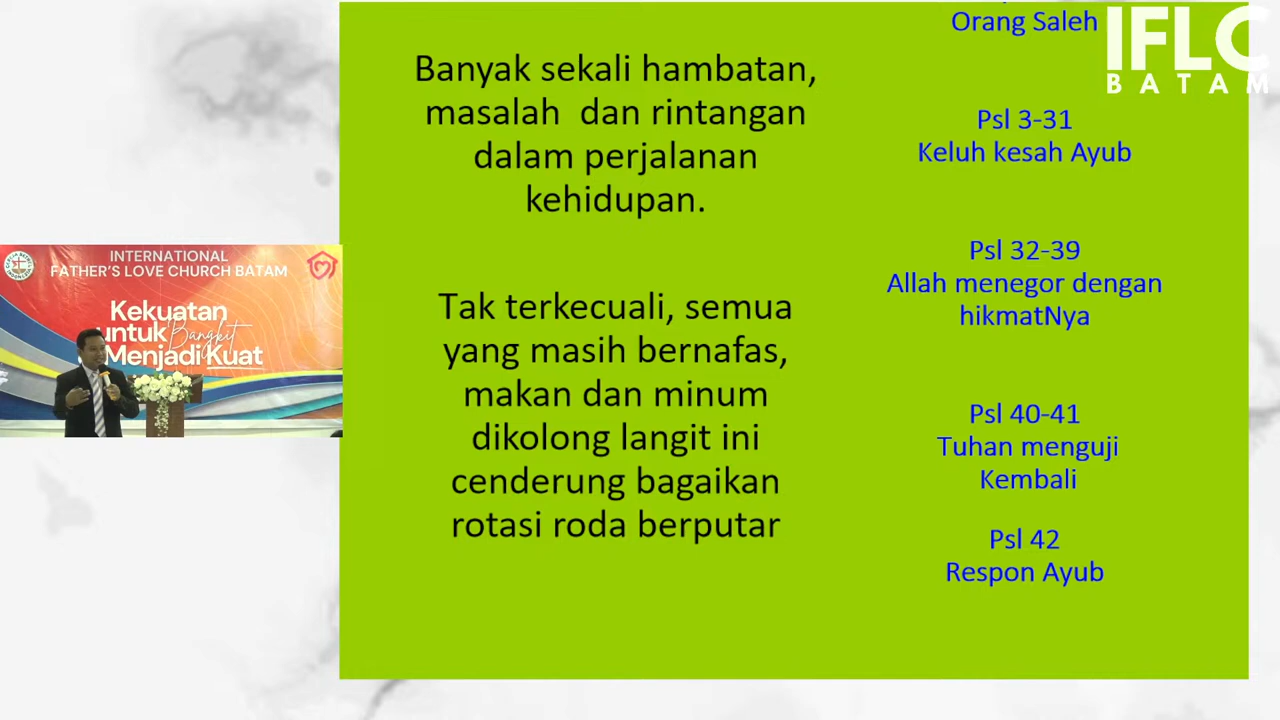 Orang Saleh
IFLC
BATAM
Banyak sekali hambatan,
masalah dan rintangan
dalam perjalanan
kehidupan.
Tak terkecuali, semua
yang masih bernafas,
makan dan minum
dikolong langit ini
cenderung bagaikan
rotasi roda berputar
Psl 3-31
Keluh kesah Ayub
Psl 32-39
Allah menegor dengan
hikmatNya
Psl 40-41
Tuhan menguji
Kembali
Psl 42
Respon Ayub
INTERNATIONAL
FATHER'S LOVE CHURCH BATAM
Kekuatan
untuk Bangkit
Menjadi Kuat